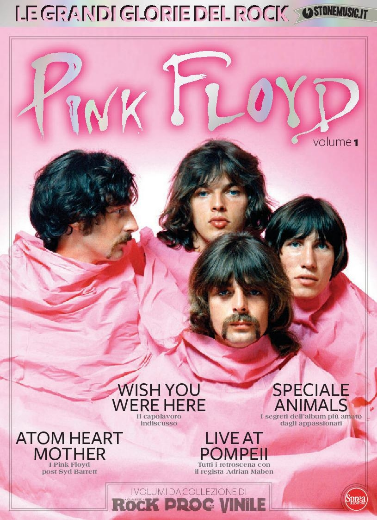 LE GRANDI GLORIE DEL ROCK
STONEMUSIC.IT
PINK FLOYD
volume 1
WISH YOU
WERE HERE
Il capolavoro
indiscusso
SPECIALE
ANIMALS
I segreti dell'album più amato
dagli appassionati
ATOM HEART
MOTHER
I Pink Floyd
post Syd Barrett
LIVE AT
POMPEII
Tutti i retroscena con
il regista Adrian Maben
I VOLUMI DA COLLEZIONE DI
ROCK PROG VINILE
Sprea